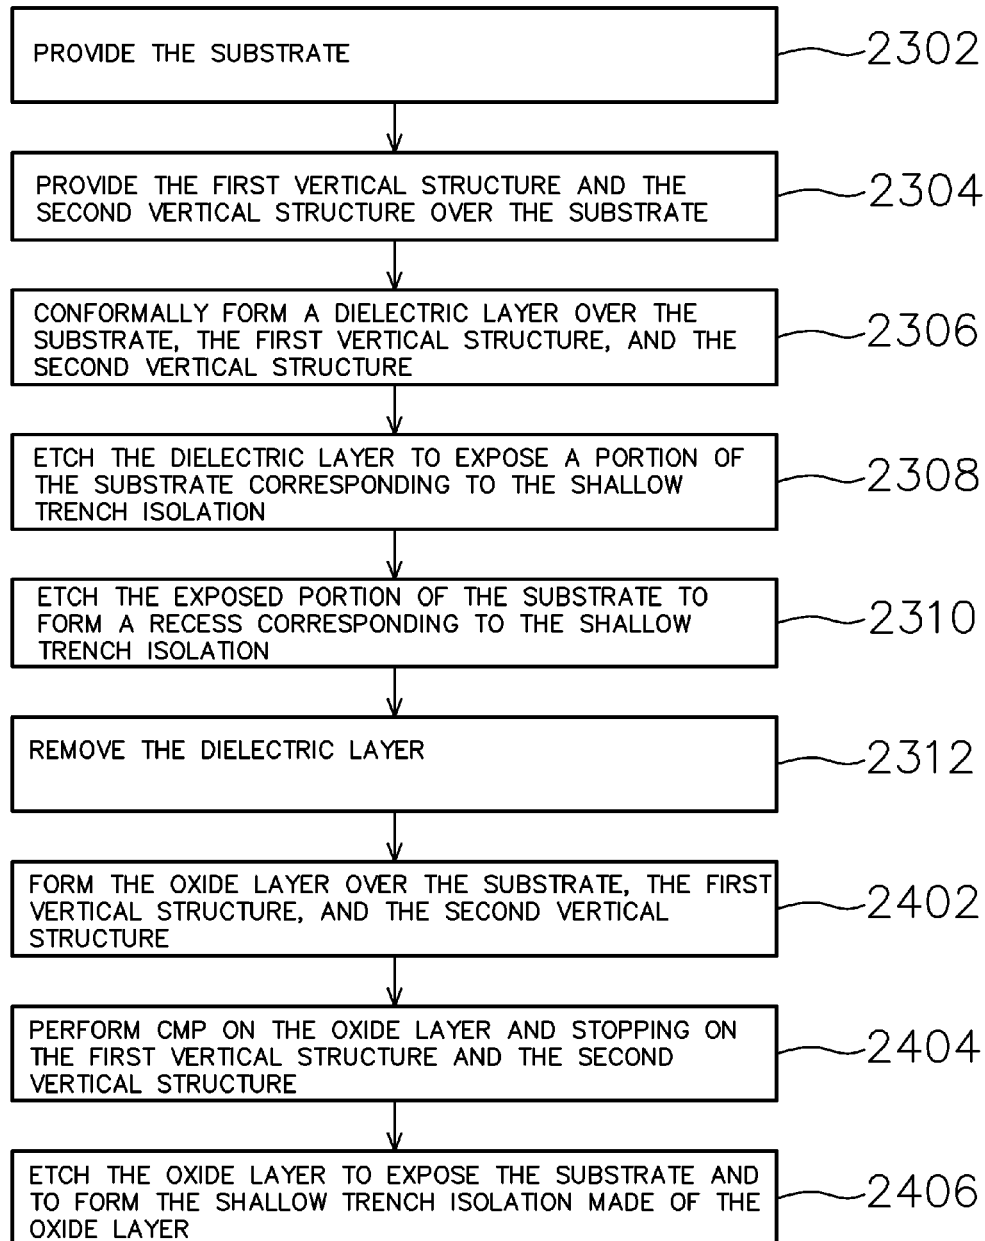 PROVIDE THE SUBSTRATE
2302
PROVIDE THE FIRST VERTICAL STRUCTURE AND THE
SECOND VERTICAL STRUCTURE OVER THE SUBSTRATE
2304
CONFORMALLY FORM A DIELECTRIC LAYER OVER THE
SUBSTRATE, THE FIRST VERTICAL STRUCTURE, AND THE
SECOND VERTICAL STRUCTURE
2306
ETCH THE DIELECTRIC LAYER TO EXPOSE A PORTION OF
THE SUBSTRATE CORRESPONDING TO THE SHALLOW
TRENCH ISOLATION
2308
ETCH THE EXPOSED PORTION OF THE SUBSTRATE TO
FORM A RECESS CORRESPONDING TO THE SHALLOW
TRENCH ISOLATION
2310
REMOVE THE DIELECTRIC LAYER
2312
FORM THE OXIDE LAYER OVER THE SUBSTRATE, THE FIRST
VERTICAL STRUCTURE, AND THE SECOND VERTICAL
STRUCTURE
2402
PERFORM CMP ON THE OXIDE LAYER AND STOPPING ON
THE FIRST VERTICAL STRUCTURE AND THE SECOND
VERTICAL STRUCTURE
2404
ETCH THE OXIDE LAYER TO EXPOSE THE SUBSTRATE AND
TO FORM THE SHALLOW TRENCH ISOLATION MADE OF THE
OXIDE LAYER
2406